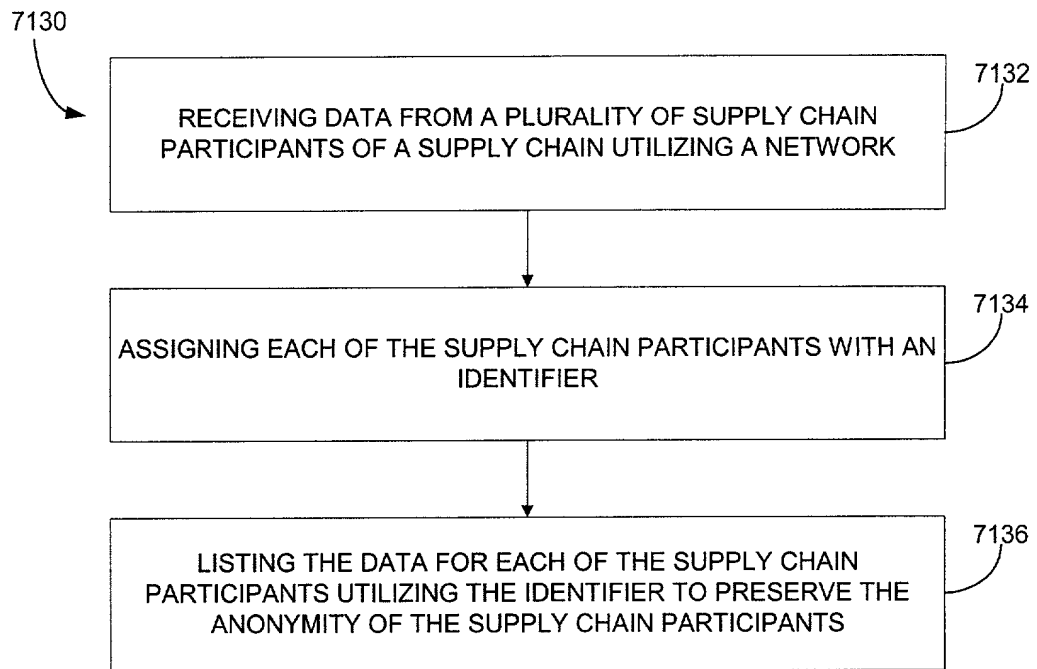 7130
7132
RECEIVING DATA FROM A PLURALITY OF SUPPLY CHAIN
PARTICIPANTS OF A SUPPLY CHAIN UTILIZING A NETWORK
7134
ASSIGNING EACH OF THE SUPPLY CHAIN PARTICIPANTS WITH AN
IDENTIFIER
7136
LISTING THE DATA FOR EACH OF THE SUPPLY CHAIN
PARTICIPANTS UTILIZING THE IDENTIFIER TO PRESERVE THE
ANONYMITY OF THE SUPPLY CHAIN PARTICIPANTS